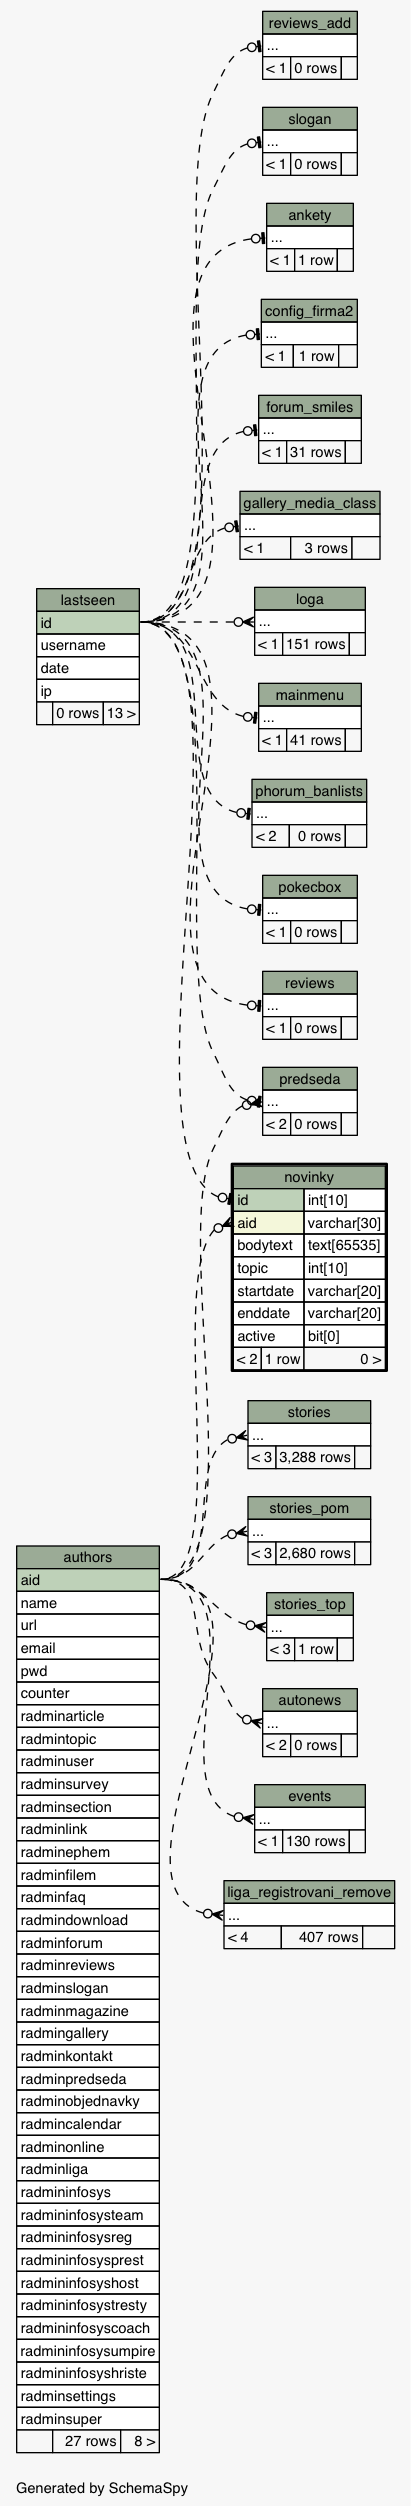 reviews_add
...
< 1 0 rows
slogan
...
< 1 0 rows
ankety
...
< 1 1 row
config_firma2
...
< 1 1 row
forum_smiles
...
< 1 31 rows
gallery_media_class
...
< 1 3 rows
lastseen
id
username
date
ip
0 rows 13 >
loga
...
< 1 151 rows
mainmenu
...
< 1 41 rows
phorum_banlists
...
< 2 0 rows
pokecbox
...
< 1 0 rows
reviews
...
< 1 0 rows
predseda
...
< 2 0 rows
novinky
id int[10]
aid varchar[30]
bodytext text[65535]
topic int[10]
startdate varchar[20]
enddate varchar[20]
active bit[0]
< 2 1 row 0 >
stories
...
< 3 3,288 rows
stories_pom
...
< 3 2,680 rows
stories_top
...
< 3 1 row
autonews
...
< 2 0 rows
events
...
< 1 130 rows
liga_registrovani_remove
...
< 4 407 rows
authors
aid
name
url
email
pwd
counter
radminarticle
radmintopic
radminuser
radminsurvey
radminsection
radminlink
radminephem
radminfilem
radminfaq
radmindownload
radminforum
radminreviews
radminslogan
radminmagazine
radmingallery
radminkontakt
radminpredseda
radminobjednavky
radmincalendar
radminonline
radminliga
radmininfosys
radmininfosysteam
radmininfosysreg
radmininfosysprest
radmininfosyshost
radmininfosystresty
radmininfosyscoach
radmininfosysumpire
radmininfosyshriste
radminsettings
radminsuper
27 rows 8 >
Generated by SchemaSpy